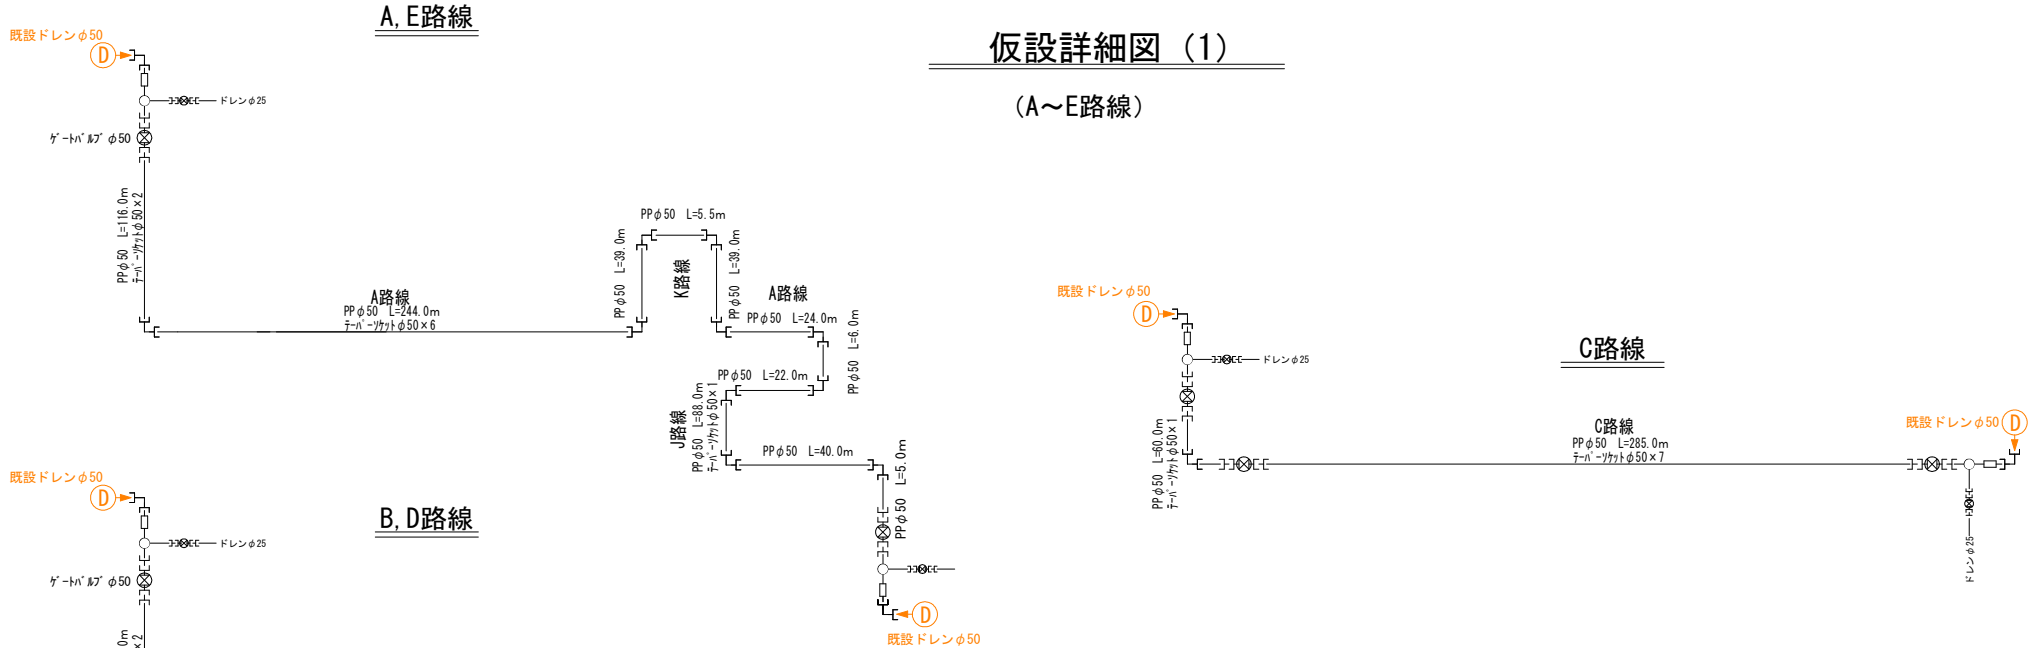 A,E路線
仮設詳細図 (1)
(A〜E路線)
既設ドレンφ50
D
ドレンφ25
ゲートバルブ φ50
PPφ50 L=116.0m
テーパーソケットφ50×2
A路線
PPφ50 L=244.0m
テーパーソケットφ50×6
PPφ50 L=39.0m
PPφ50 L=5.5m
K路線
PPφ50 L=39.0m
A路線
PPφ50 L=24.0m
PPφ50 L=6.0m
PPφ50 L=22.0m
J路線
PPφ50 L=88.0m
テーパーソケットφ50×1
PPφ50 L=40.0m
PPφ50 L=5.0m
D
既設ドレンφ50
既設ドレンφ50
D
ドレンφ25
C路線
PPφ50 L=60.0m
テーパーソケットφ50×1
C路線
PPφ50 L=285.0m
テーパーソケットφ50×7
既設ドレンφ50
D
ドレンφ25
既設ドレンφ50
D
B,D路線
ドレンφ25
ゲートバルブ φ50
0m
×2